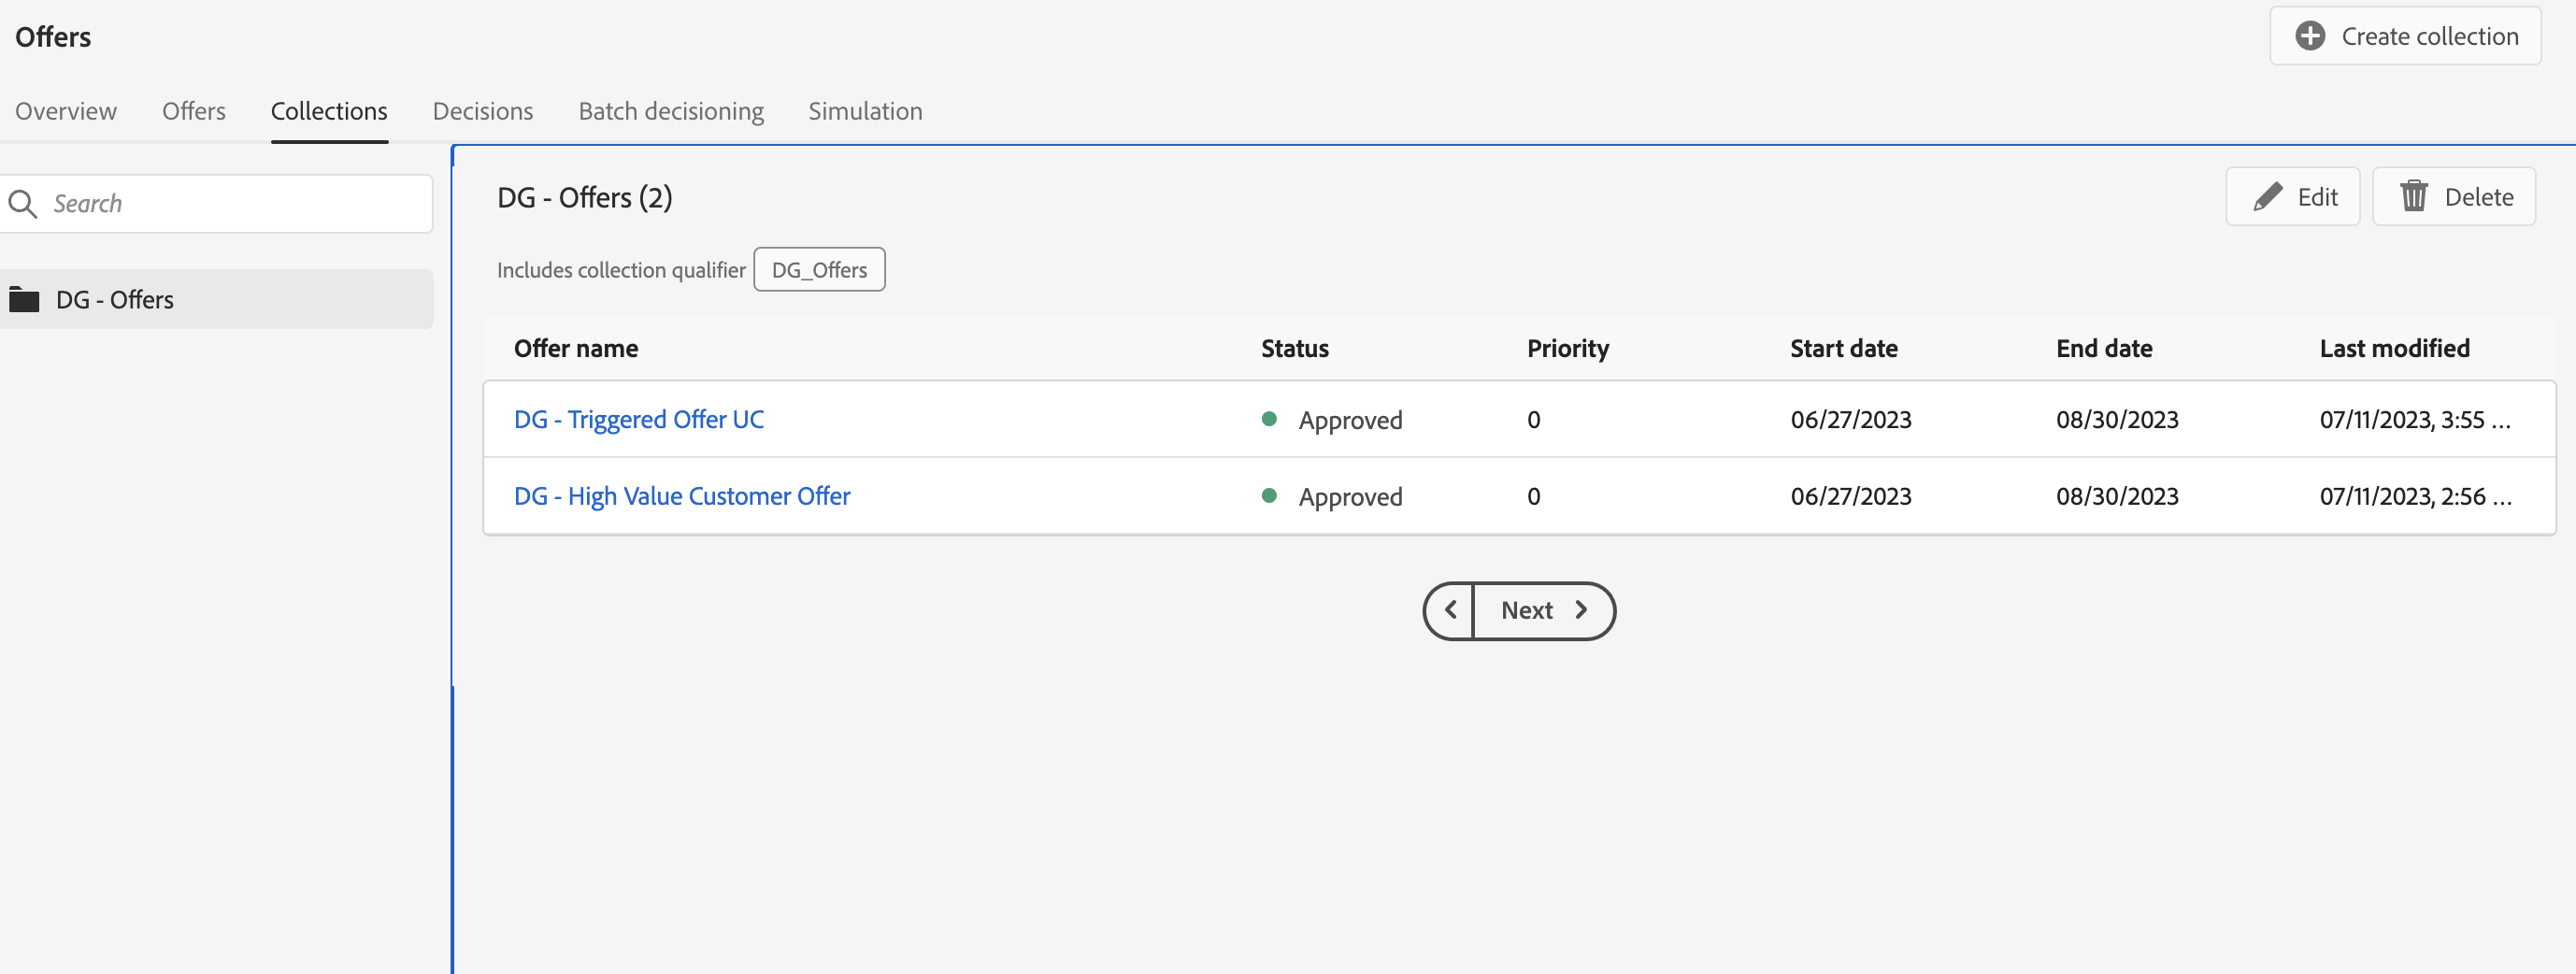 Offers
Create collection
Overview Offers Collections Decisions Batch decisioning Simulation
Search
DG - Offers
DG - Offers (2)
Edit Delete
Includes collection qualifier DG_Offers
Offer name Status Priority Start date End date Last modified
DG - Triggered Offer UC Approved 0 06/27/2023 08/30/2023 07/11/2023, 3:55 ...
DG - High Value Customer Offer Approved 0 06/27/2023 08/30/2023 07/11/2023, 2:56 ...
Next